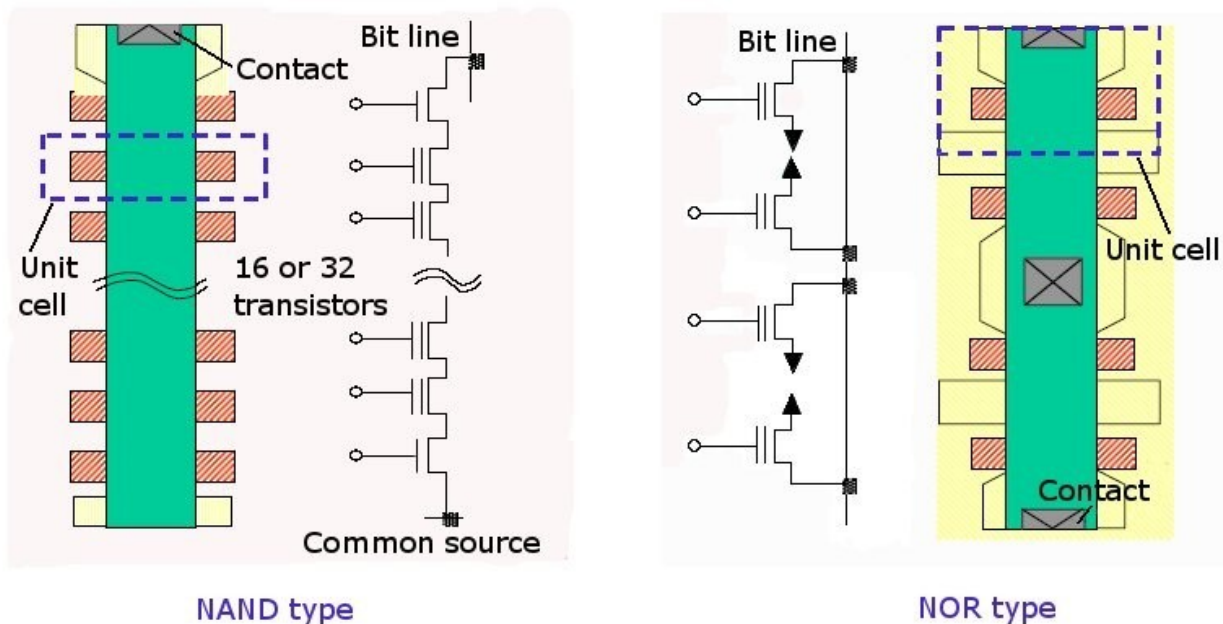 Bit line
Contact
Unit
cell
16 or 32
transistors
Common source
NAND type
Bit line
Unit cell
Contact
NOR type